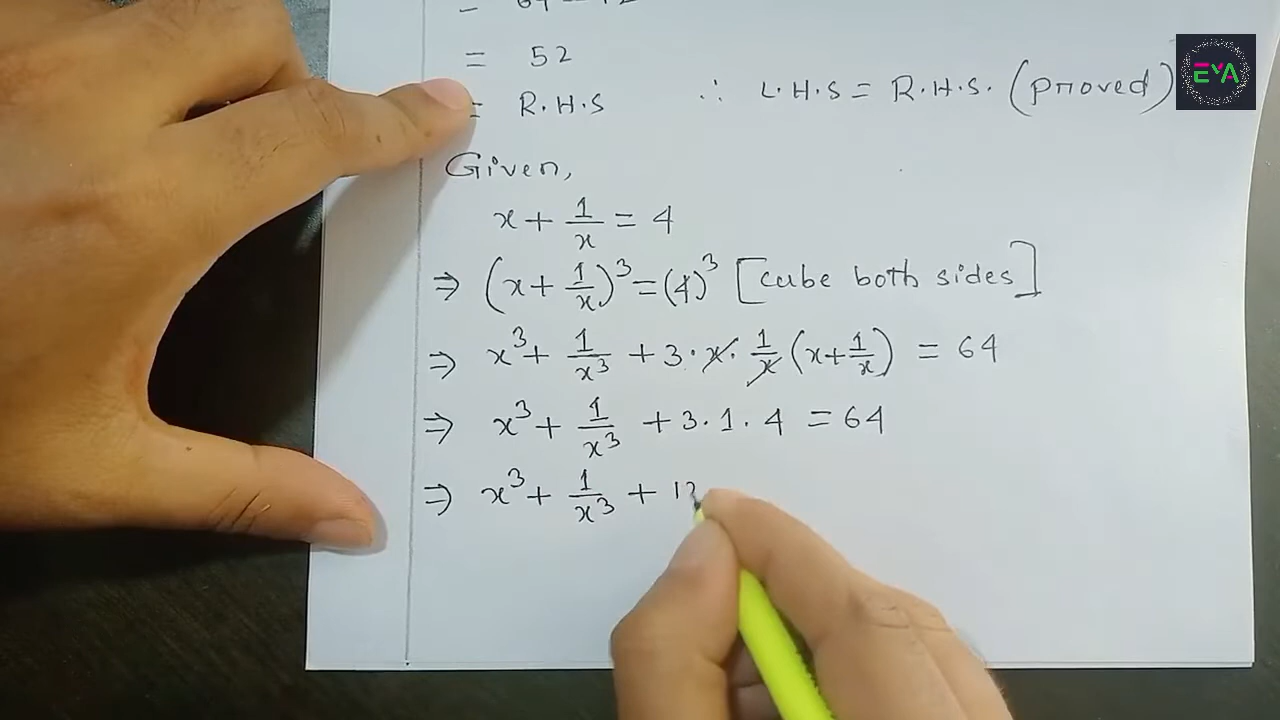 = 52
= R.H.S ∴ L.H.S = R.H.S. (proved)
EYA
Given,
x + 1/x = 4
⇒ (x + 1/x)³ = (4)³ [cube both sides]
⇒ x³ + 1/x³ + 3 · x · 1/x (x + 1/x) = 64
⇒ x³ + 1/x³ + 3 · 1 · 4 = 64
⇒ x³ + 1/x³ + 12